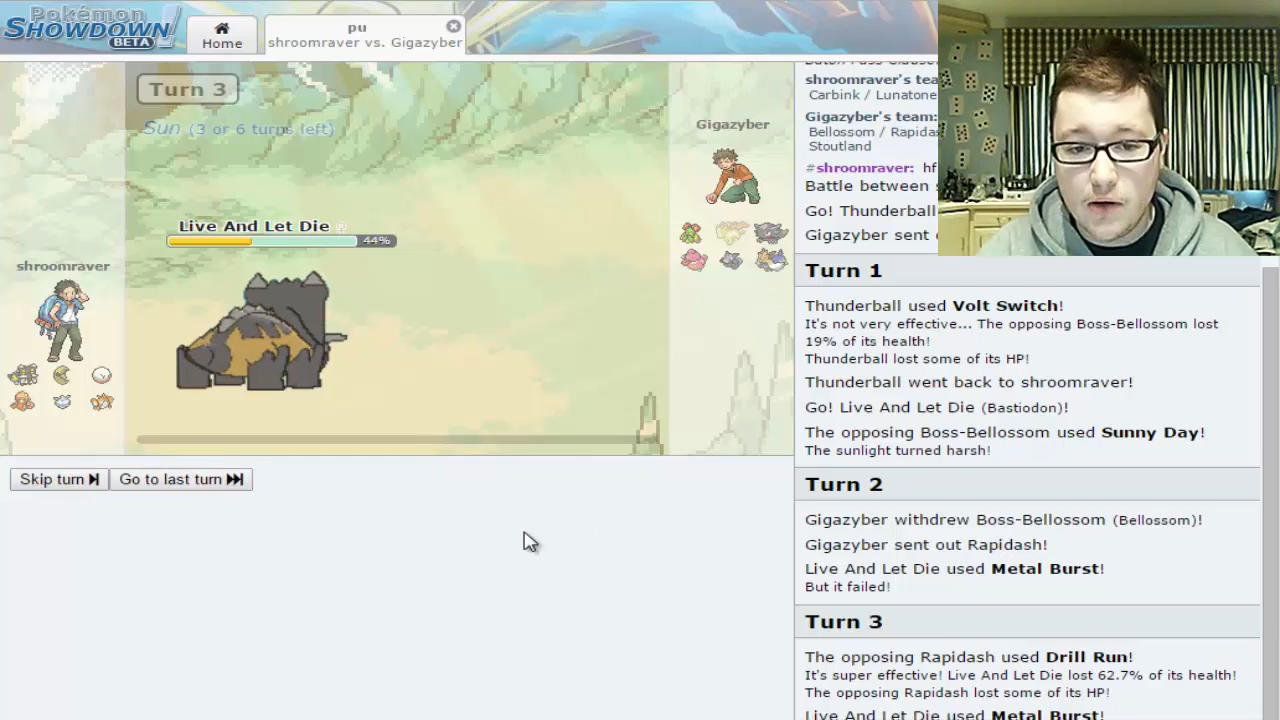 Pokémon
SHOWDOWN!
BETA
Home
pu
shroomraver vs. Gigazyber
Turn 3
Sun (3 or 6 turns left)
Gigazyber
Live And Let Die
44%
shroomraver
Skip turn
Go to last turn
shroomraver's tea
Carbink / Lunatone
Gigazyber's team:
Bellossom / Rapidas
Stoutland
#shroomraver: hf
Battle between s
Go! Thunderball
Gigazyber sent o
Turn 1
Thunderball used Volt Switch!
It's not very effective... The opposing Boss-Bellossom lost
19% of its health!
Thunderball lost some of its HP!
Thunderball went back to shroomraver!
Go! Live And Let Die (Bastiodon)!
The opposing Boss-Bellossom used Sunny Day!
The sunlight turned harsh!
Turn 2
Gigazyber withdrew Boss-Bellossom (Bellossom)!
Gigazyber sent out Rapidash!
Live And Let Die used Metal Burst!
But it failed!
Turn 3
The opposing Rapidash used Drill Run!
It's super effective! Live And Let Die lost 62.7% of its health!
The opposing Rapidash lost some of its HP!
Live And Let Die used Metal Burst!